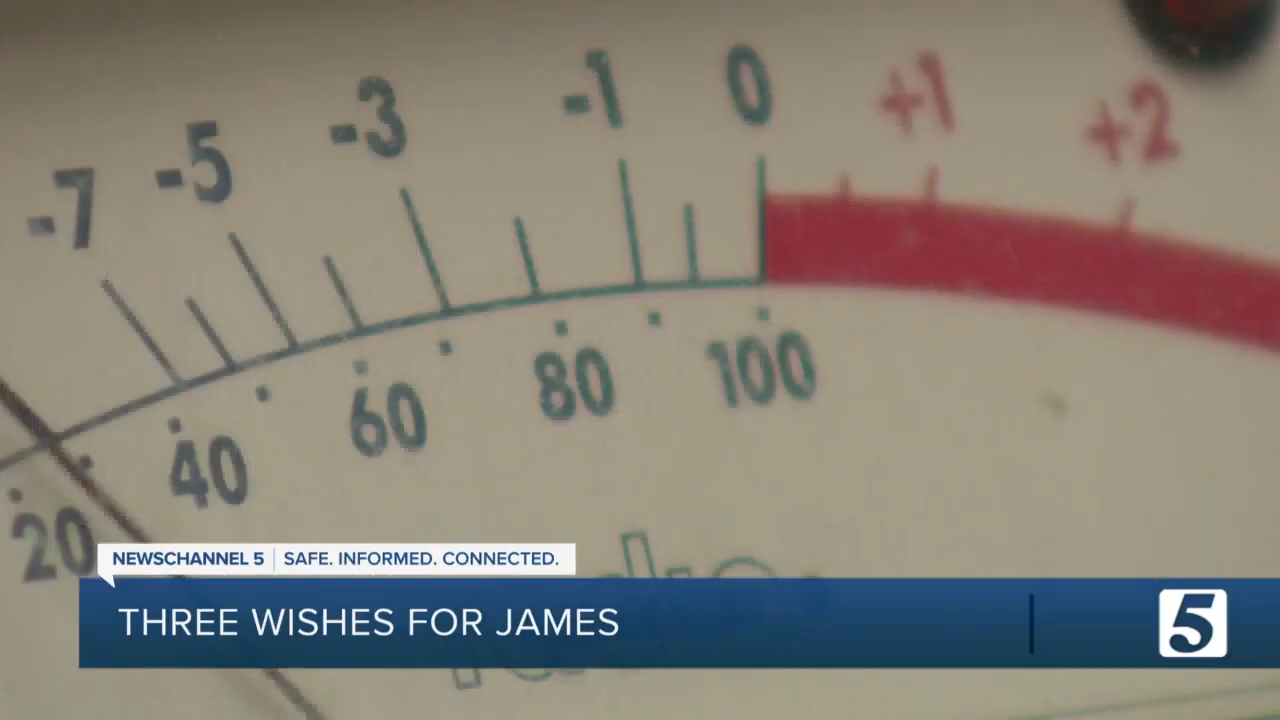 -7 -5 -3 -1 0 +1 +2
20 40 60 80 100
NEWSCHANNEL 5 | SAFE. INFORMED. CONNECTED.
THREE WISHES FOR JAMES
5